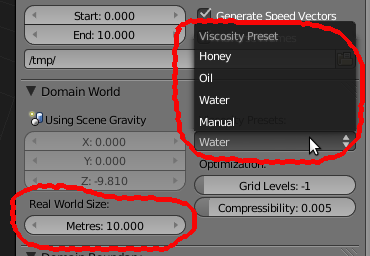 Start: 0.000
Generate Speed Vectors
End: 10.000
/tmp/
Viscosity Preset
Honey
Oil
Water
Manual
Water
Domain World
Using Scene Gravity
X: 0.000
Y: 0.000
Z: -9.810
Optimization:
Grid Levels: -1
Compressibility: 0.005
Real World Size:
Metres: 10.000